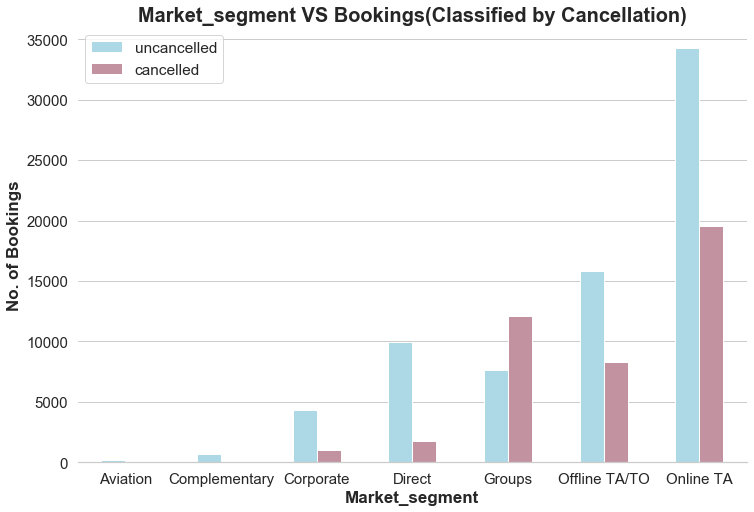 Market_segment VS Bookings(Classified by Cancellation)
uncancelled
cancelled
No. of Bookings
35000
30000
25000
20000
15000
10000
5000
0
Aviation Complementary Corporate Direct Groups Offline TA/TO Online TA
Market_segment